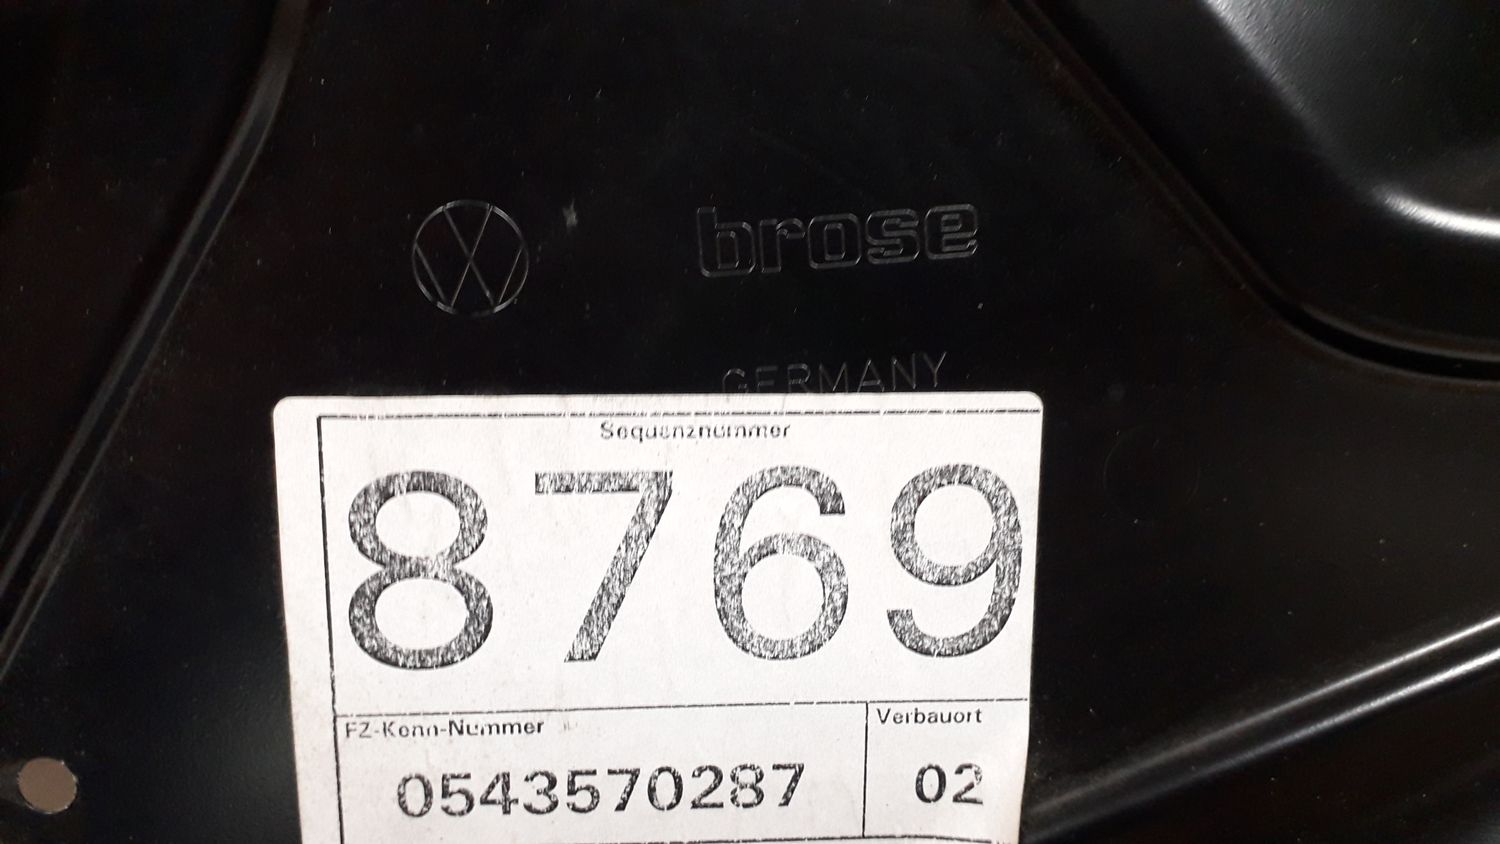 brose
GERMANY
Sequenznummer
8769
FZ-Kenn-Nummer Verbauort
0543570287 02